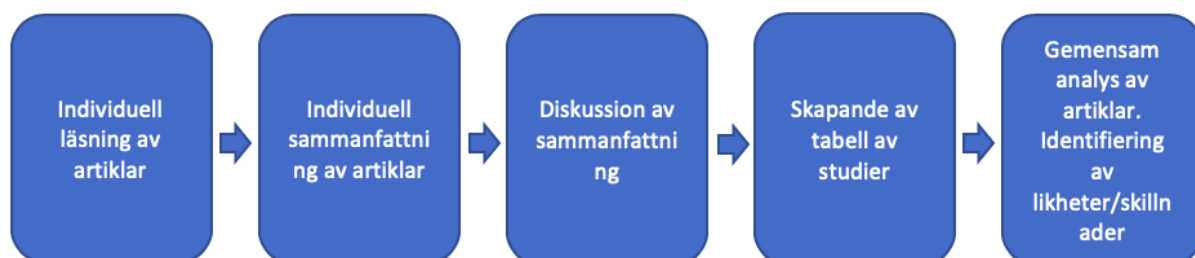 Individuell
läsning av
artiklar
Individuell
sammanfattni
ng av artiklar
Diskussion av
sammanfattni
ng
Skapande av
tabell av
studier
Gemensam
analys av
artiklar.
Identifiering
av
likheter/skilln
ader